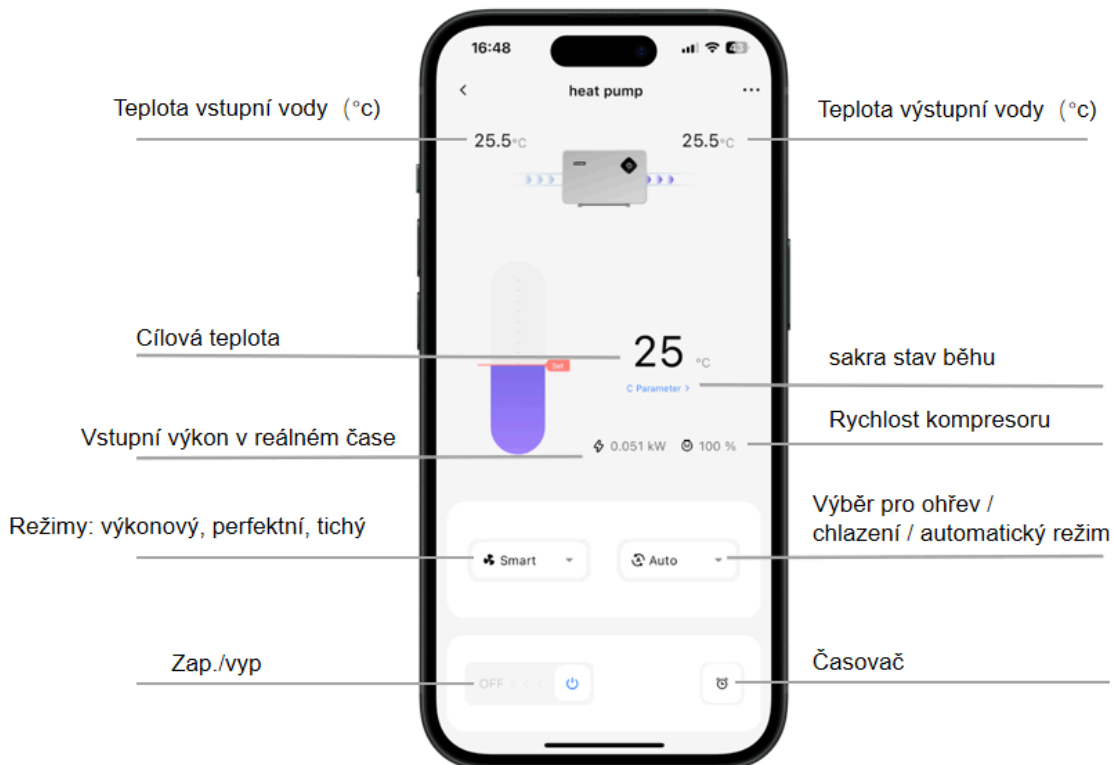 16:48
43
heat pump
Teplota vstupní vody (°c)
Teplota výstupní vody (°c)
25.5°C
25.5°C
Cílová teplota
Set
25 °C
sakra stav běhu
C Parameter >
Rychlost kompresoru
Vstupní výkon v reálném čase
0.051 kW
100 %
Režimy: výkonový, perfektní, tichý
Výběr pro ohřev /
chlazení / automatický režim
Smart
Auto
Zap./vyp
Časovač
OFF